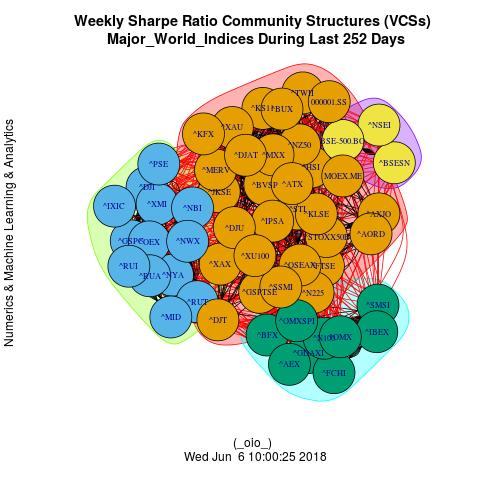 Weekly Sharpe Ratio Community Structures (VCSs)
Major_World_Indices During Last 252 Days
Numerics & Machine Learning & Analytics
^TWII
^KS11
^BUX
000001.SS
^XAU
^KFX
^NSEI
BSE-500.BO
^NZ50
^DJAT
^MXX
^PSE
^BSESN
^HSI
^MERV
MOEX.ME
^DJI
^BVSP
^ATX
^JKSE
^IXIC
^XMI
^NBI
^STI
^KLSE
^AXJO
^IPSA
^DJU
^AORD
^STOXX50E
^GSPC
^OEX
^NWX
^XU100
^XAX
^RUI
^OSEAX
^FTSE
^RUA
^NYA
^SSMI
^GSPTSE
^N225
^RUT
^SMSI
^MID
^DJT
^OMXSPI
^IBEX
^BFX
^N100
^OMX
^GDAXI
^AEX
^FCHI
(_oio_)
Wed Jun  6 10:00:25 2018